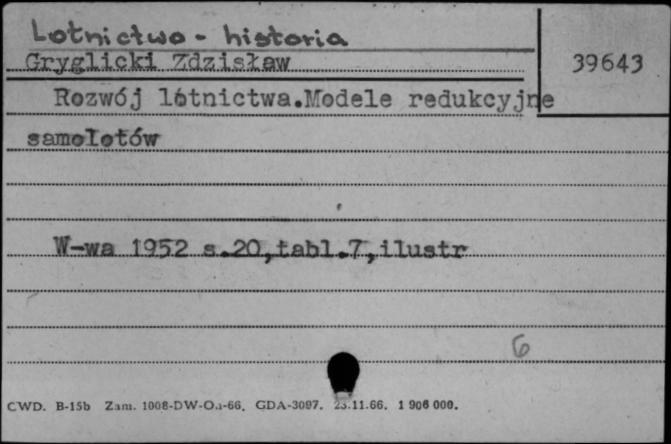 Lotnictwo - historia
Gryglicki Zdzisław
39643
Rozwój lotnictwa.Modele redukcyjne
samolotów
W-wa 1952 s.20,tabl.7,ilustr
6
CWD. B-15b Zam. 1008-DW-Oa-66. GDA-3097. 23.11.66. 1 906 000.